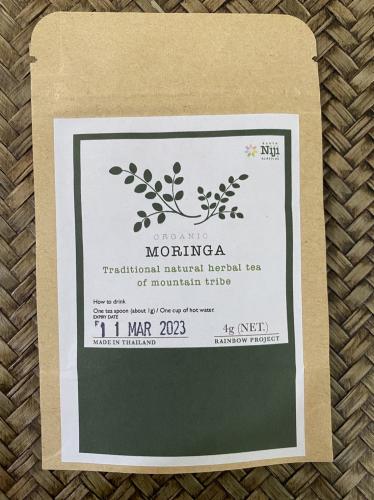 Niji
ORGANIC
MORINGA
Traditional natural herbal tea
of mountain tribe
How to drink
One tea spoon (about 1g) / One cup of hot water.
EXPIRY DATE
11 MAR 2023
4g (NET.)
MADE IN THAILAND
RAINBOW PROJECT